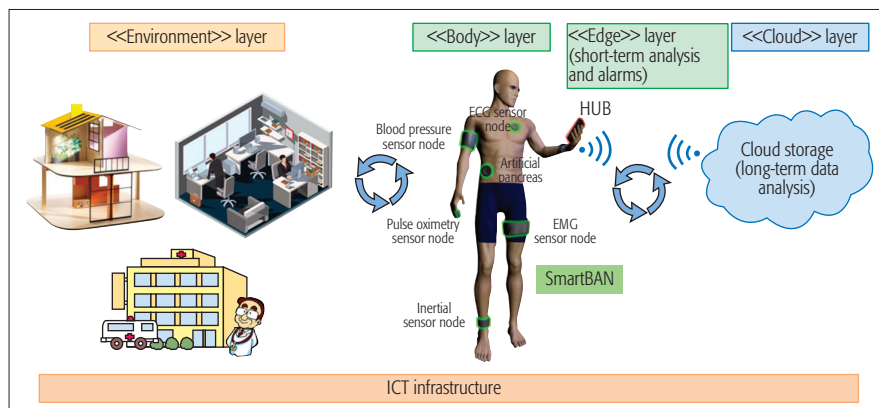 <<Environment>> layer
<<Body>> layer
<<Edge>> layer
(short-term analysis
and alarms)
<<Cloud>> layer
HUB
ECG sensor
node
Blood pressure
sensor node
Artificial
pancreas
Cloud storage
(long-term data
analysis)
Pulse oximetry
sensor node
EMG
sensor node
SmartBAN
Inertial
sensor node
ICT infrastructure